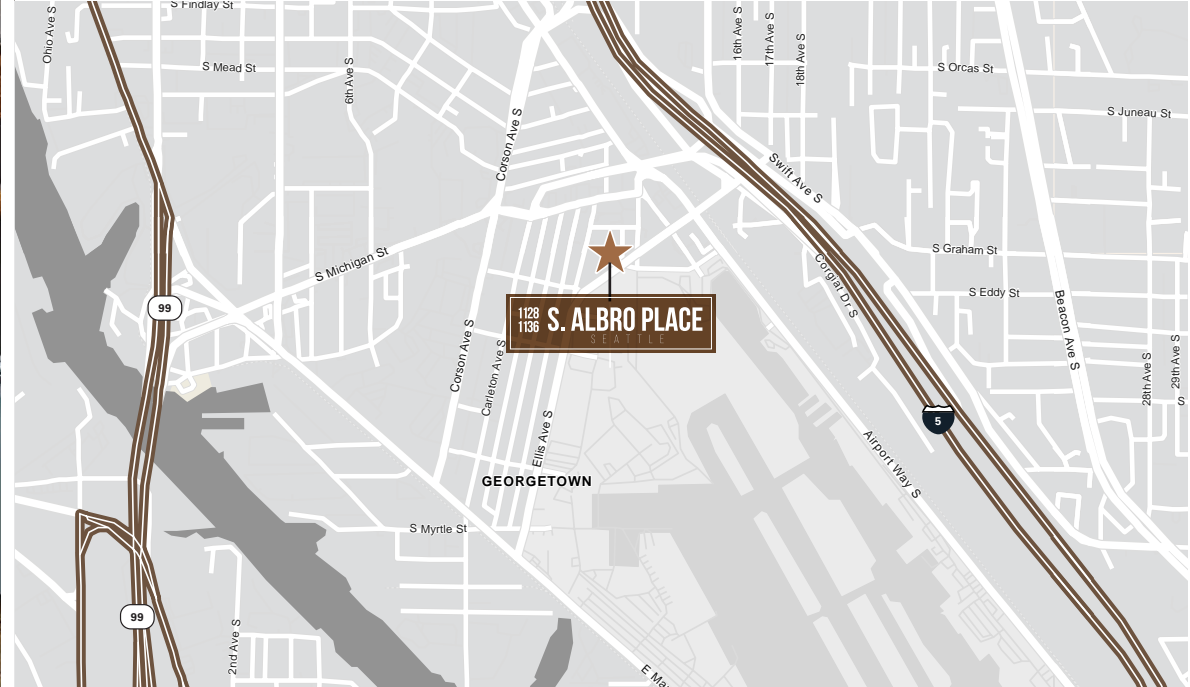 S Findlay St
Ohio Ave S
16th Ave S
17th Ave S
18th Ave S
S Mead St
6th Ave S
S Orcas St
S Juneau St
Corson Ave S
Swift Ave S
S Michigan St
S Graham St
Corgiat Dr S
S Eddy St
99
Beacon Ave S
1128
1136
S. ALBRO PLACE
SEATTLE
Corson Ave S
Carleton Ave S
28th Ave S
29th Ave S
S
5
Ellis Ave S
Airport Way S
GEORGETOWN
S Myrtle St
99
2nd Ave S